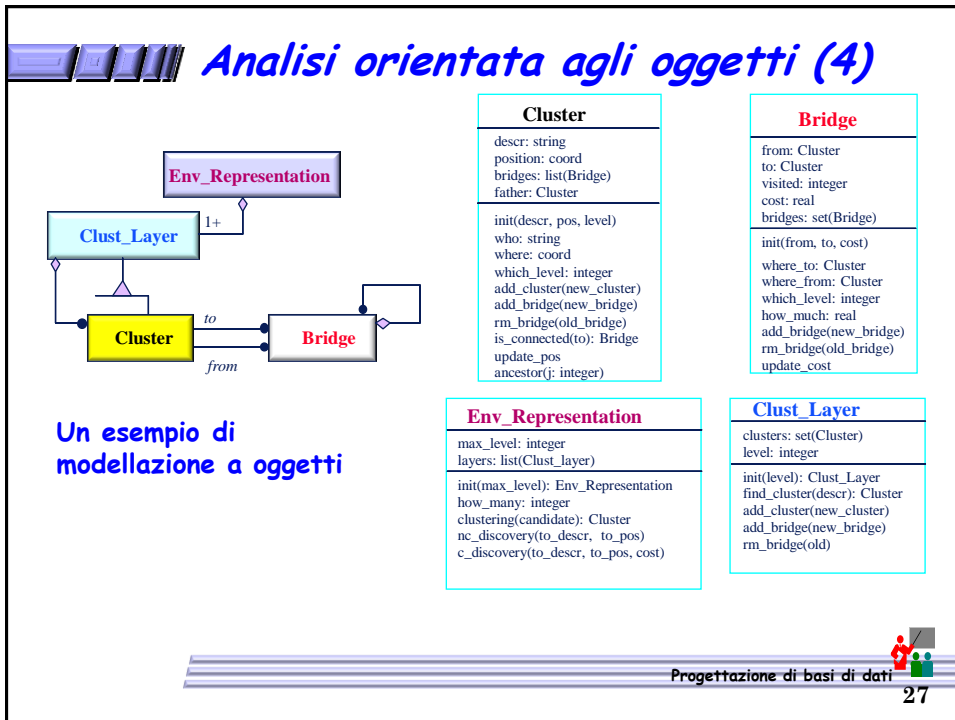 Analisi orientata agli oggetti (4)
Env_Representation
1+
Clust_Layer
Cluster
to
from
Bridge
Un esempio di
modellazione a oggetti
Cluster
descr: string
position: coord
bridges: list(Bridge)
father: Cluster
init(descr, pos, level)
who: string
where: coord
which_level: integer
add_cluster(new_cluster)
add_bridge(new_bridge)
rm_bridge(old_bridge)
is_connected(to): Bridge
update_pos
ancestor(j: integer)
Bridge
from: Cluster
to: Cluster
visited: integer
cost: real
bridges: set(Bridge)
init(from, to, cost)
where_to: Cluster
where_from: Cluster
which_level: integer
how_much: real
add_bridge(new_bridge)
rm_bridge(old_bridge)
update_cost
Env_Representation
max_level: integer
layers: list(Clust_layer)
init(max_level): Env_Representation
how_many: integer
clustering(candidate): Cluster
nc_discovery(to_descr, to_pos)
c_discovery(to_descr, to_pos, cost)
Clust_Layer
clusters: set(Cluster)
level: integer
init(level): Clust_Layer
find_cluster(descr): Cluster
add_cluster(new_cluster)
add_bridge(new_bridge)
rm_bridge(old)
Progettazione di basi di dati
27